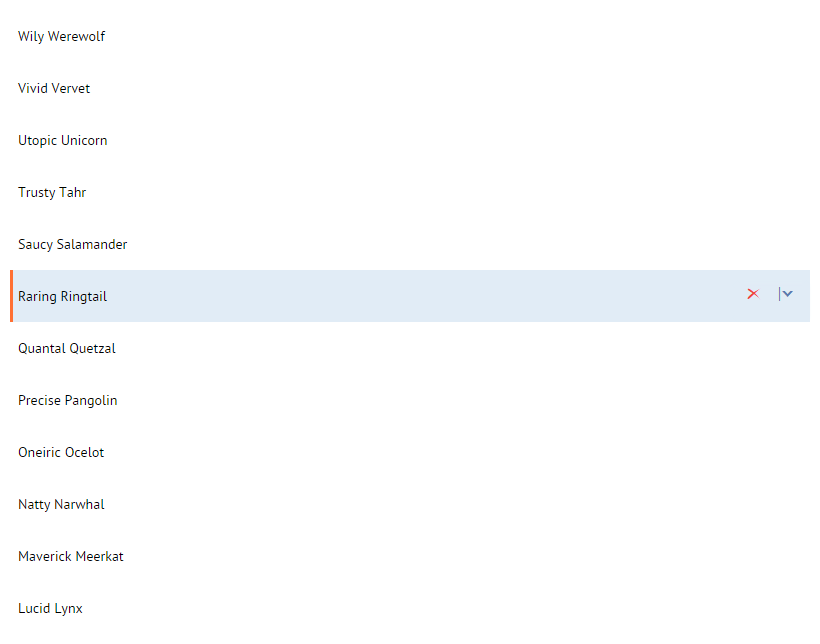 Wily Werewolf
Vivid Vervet
Utopic Unicorn
Trusty Tahr
Saucy Salamander
Raring Ringtail
Quantal Quetzal
Precise Pangolin
Oneiric Ocelot
Natty Narwhal
Maverick Meerkat
Lucid Lynx